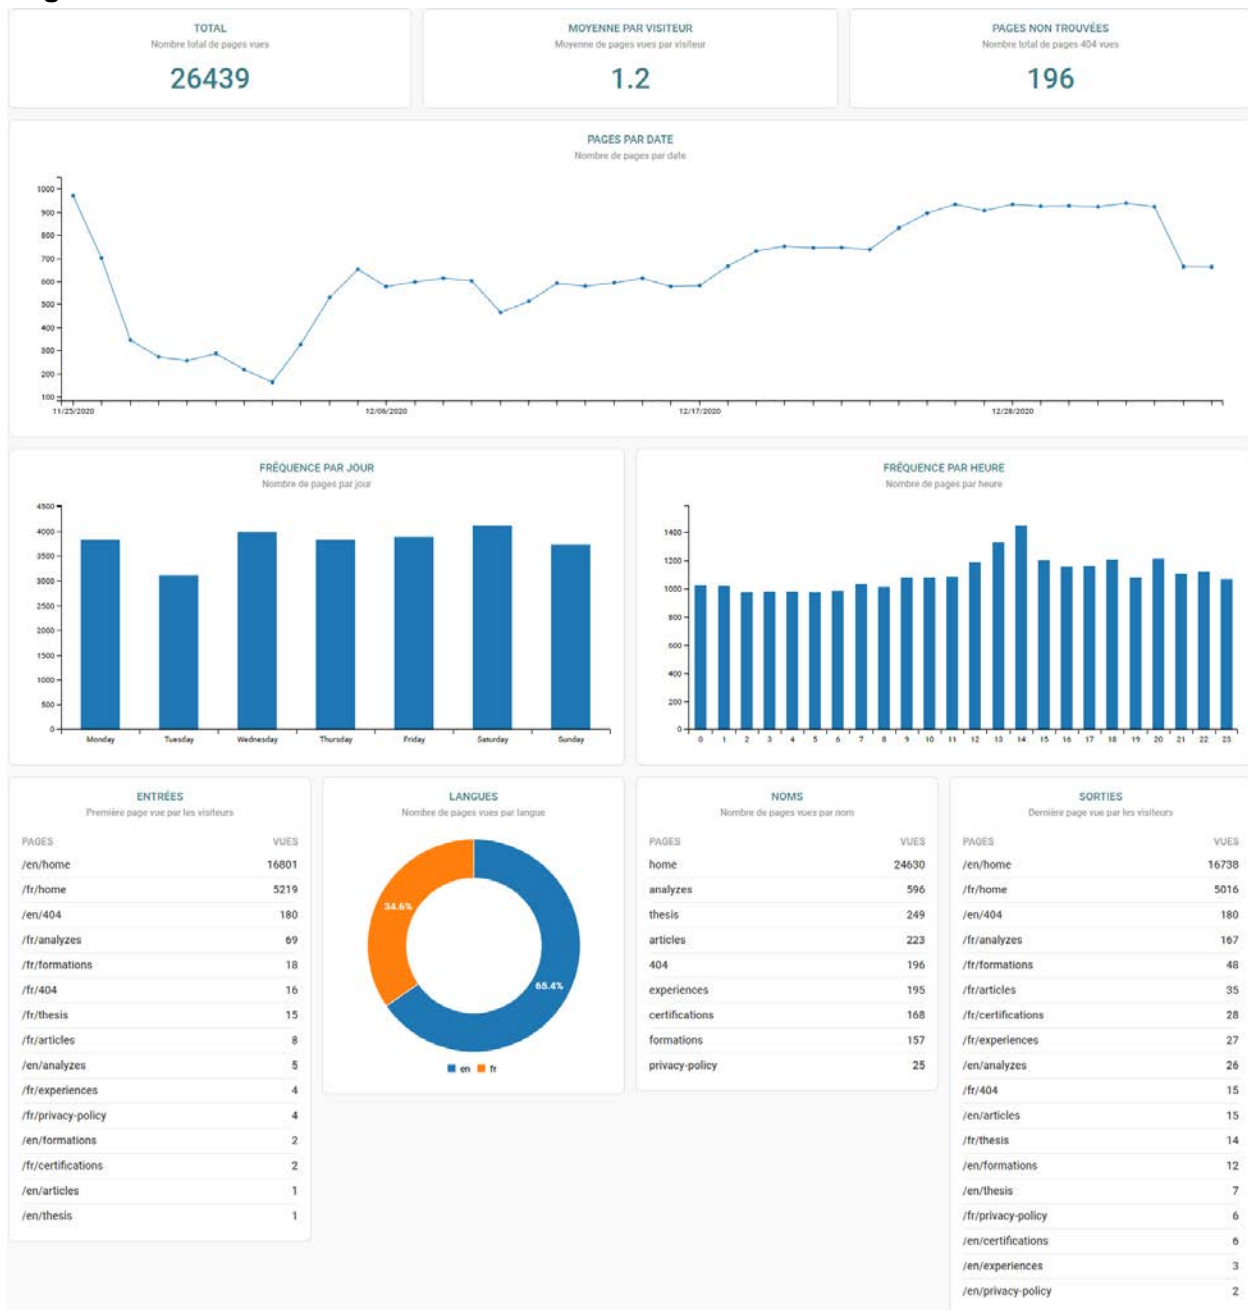 TOTAL
Nombre total de pages vues
26439
MOYENNE PAR VISITEUR
Moyenne de pages vues par visiteur
1.2
PAGES NON TROUVÉES
Nombre total de pages 404 vues
196
PAGES PAR DATE
Nombre de pages par date
1000
900
800
700
600
500
400
300
200
100
11/25/2020 12/06/2020 12/17/2020 12/28/2020
FRÉQUENCE PAR JOUR
Nombre de pages par jour
4500
4000
3500
3000
2500
2000
1500
1000
500
0
Monday Tuesday Wednesday Thursday Friday Saturday Sunday
FRÉQUENCE PAR HEURE
Nombre de pages par heure
1400
1200
1000
800
600
400
200
0
0 1 2 3 4 5 6 7 8 9 10 11 12 13 14 15 16 17 18 19 20 21 22 23
ENTRÉES
Première page vue par les visiteurs
PAGES VUES
/en/home 16801
/fr/home 5219
/en/404 180
/fr/analyzes 69
/fr/formations 18
/fr/404 16
/fr/thesis 15
/fr/articles 8
/en/analyzes 5
/fr/experiences 4
/fr/privacy-policy 4
/en/formations 2
/fr/certifications 2
/en/articles 1
/en/thesis 1
LANGUES
Nombre de pages vues par langue
34.6%
65.4%
en fr
NOMS
Nombre de pages vues par nom
PAGES VUES
home 24630
analyzes 596
thesis 249
articles 223
404 196
experiences 195
certifications 168
formations 157
privacy-policy 25
SORTIES
Dernière page vue par les visiteurs
PAGES VUES
/en/home 16738
/fr/home 5016
/en/404 180
/fr/analyzes 167
/fr/formations 48
/fr/articles 35
/fr/certifications 28
/fr/experiences 27
/en/analyzes 26
/fr/404 15
/en/articles 15
/fr/thesis 14
/en/formations 12
/en/thesis 7
/fr/privacy-policy 6
/en/certifications 6
/en/experiences 3
/en/privacy-policy 2